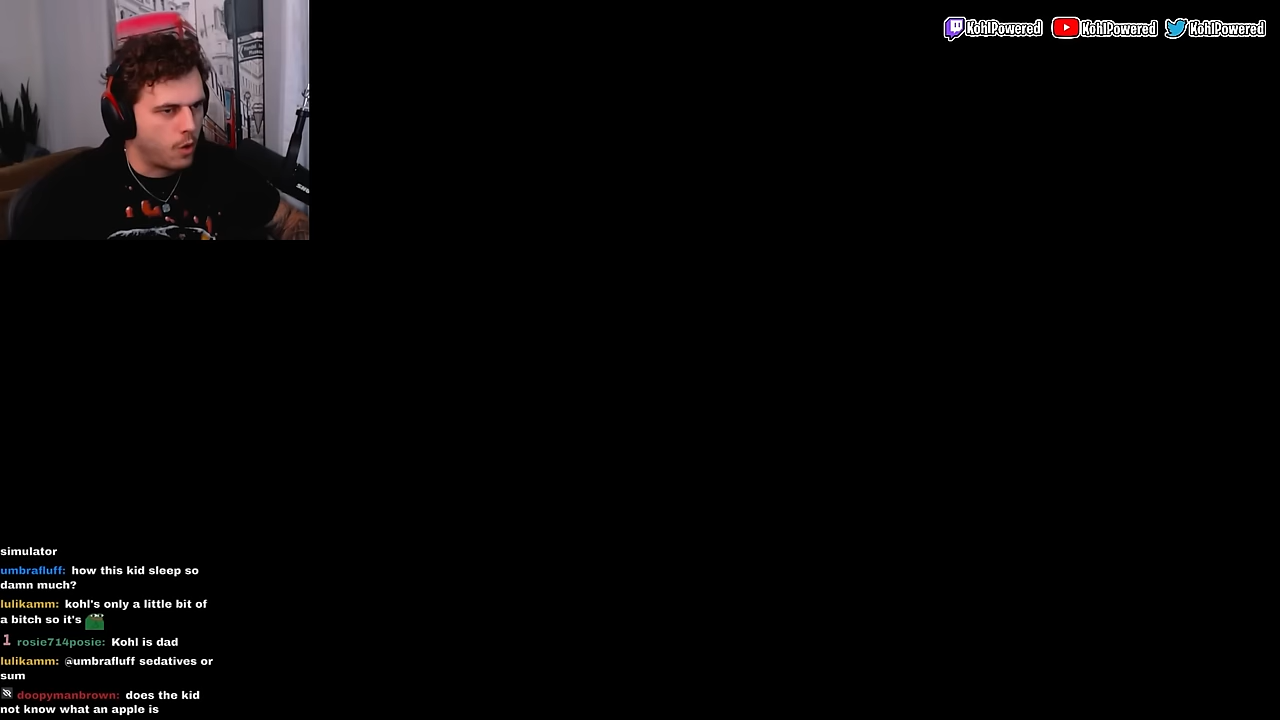 KohlPowered KohlPowered KohlPowered
simulator
umbrafluff: how this kid sleep so
damn much?
lulikamm: kohl's only a little bit of
a bitch so it's
1 rosie714posie: Kohl is dad
lulikamm: @umbrafluff sedatives or
sum
doopymanbrown: does the kid
not know what an apple is